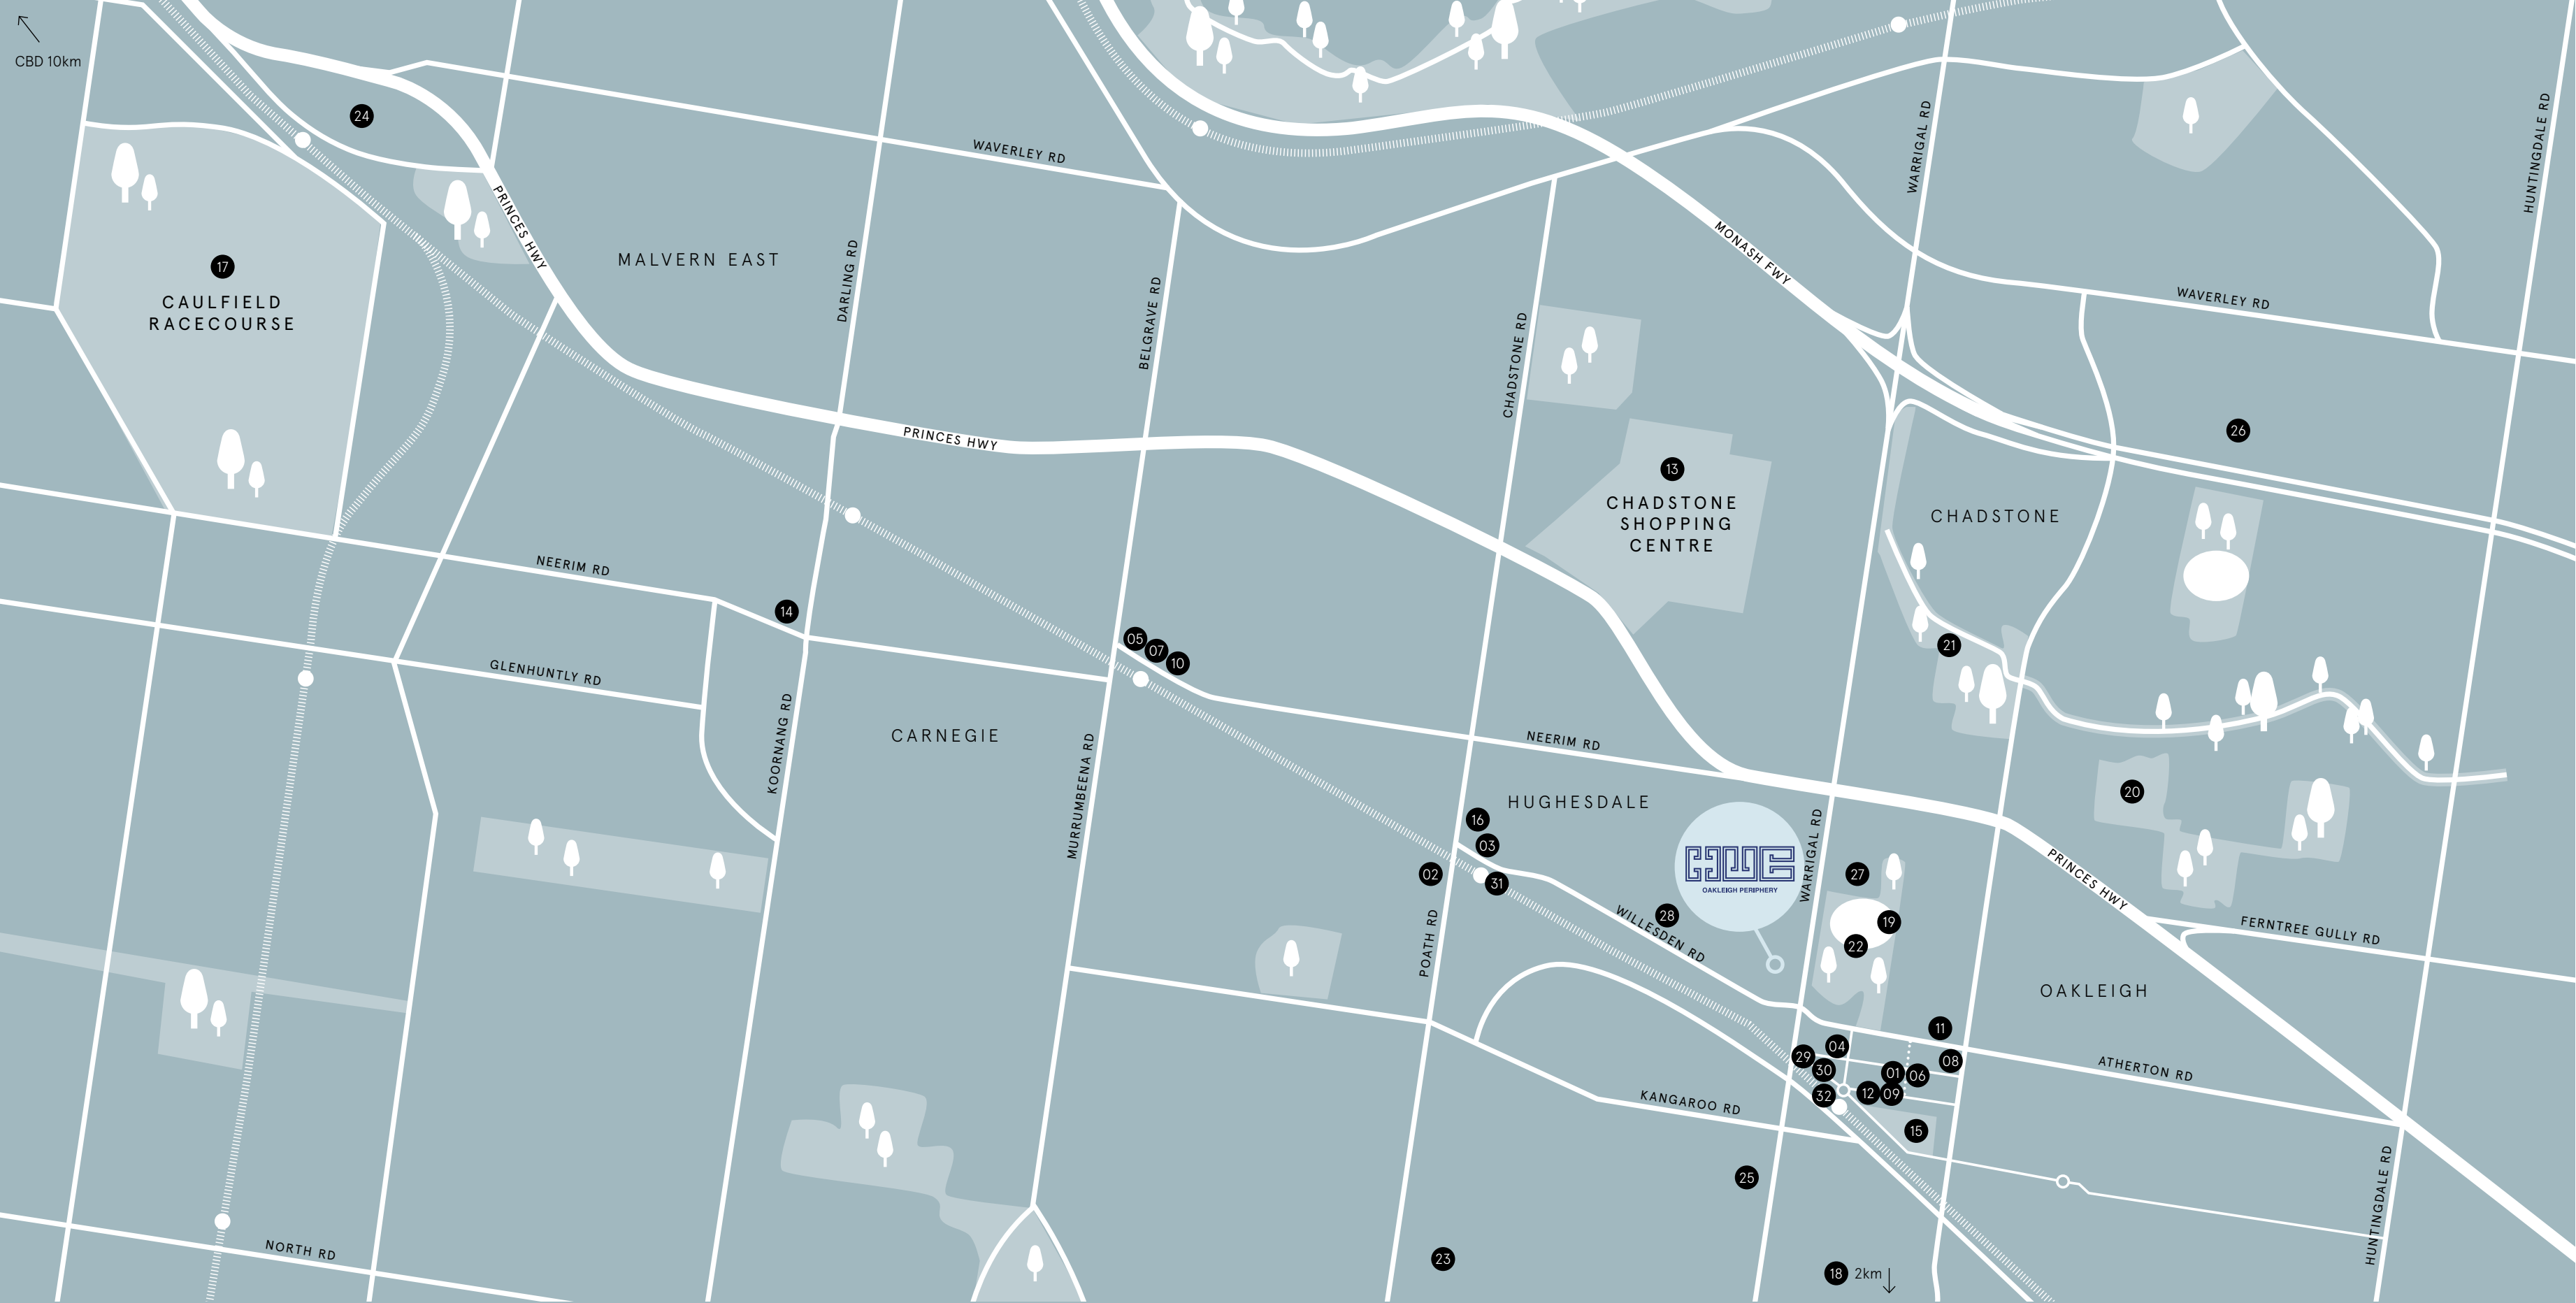 CBD 10km
24
17
CAULFIELD
RACECOURSE
PRINCES HWY
MALVERN EAST
WAVERLEY RD
DARLING RD
BELGRAVE RD
CHADSTONE RD
MONASH FWY
WARRIGAL RD
HUNTINGDALE RD
WAVERLEY RD
PRINCES HWY
13
CHADSTONE
SHOPPING
CENTRE
CHADSTONE
26
NEERIM RD
14
GLENHUNTLY RD
KOORNANG RD
CARNEGIE
MURRUMBEENA RD
05
07
10
NEERIM RD
21
20
HUGHESDALE
16
03
02
31
POATH RD
28
WILLESDEN RD
HUE
OAKLEIGH PERIPHERY
WARRIGAL RD
27
19
22
PRINCES HWY
FERNTREE GULLY RD
OAKLEIGH
11
04
29
30
08
01
06
32
12
09
15
ATHERTON RD
KANGAROO RD
25
23
18 2km
HUNTINGDALE RD
NORTH RD